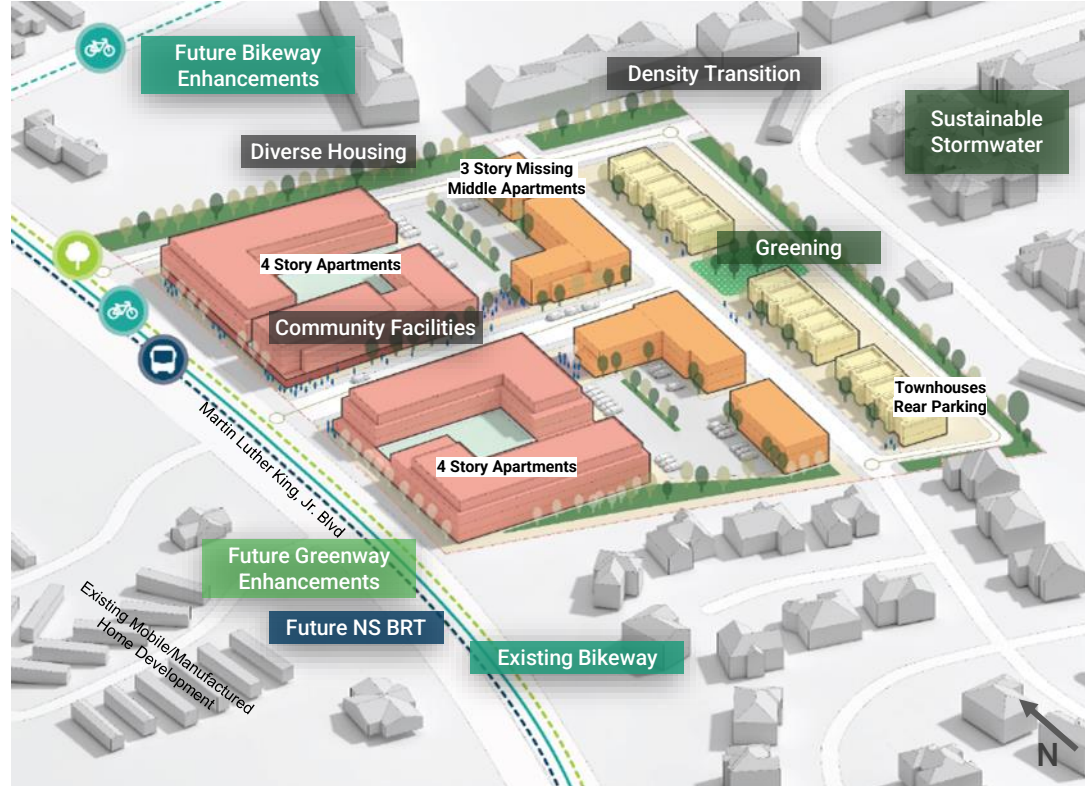 Future Bikeway
Enhancements
Density Transition
Sustainable
Stormwater
Diverse Housing
3 Story Missing
Middle Apartments
Greening
4 Story Apartments
Community Facilities
Townhouses
Rear Parking
4 Story Apartments
Martin Luther King, Jr. Blvd
Future Greenway
Enhancements
Existing Mobile/Manufactured
Home Development
Future NS BRT
Existing Bikeway
N